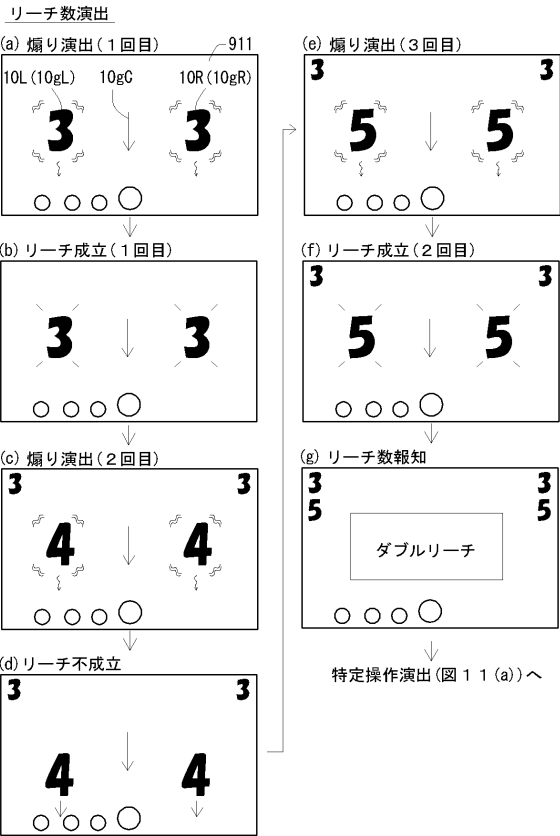 リーチ数演出
(a) 煽り演出(1回目)
911
10L(10gL)
10gC
10R(10gR)
3
3
(b) リーチ成立(1回目)
3
3
(c) 煽り演出(2回目)
3
3
4
4
(d) リーチ不成立
3
3
4
4
(e) 煽り演出(3回目)
3
3
5
5
(f) リーチ成立(2回目)
3
3
5
5
(g) リーチ数報知
3
3
5
5
ダブルリーチ
特定操作演出(図11(a))へ